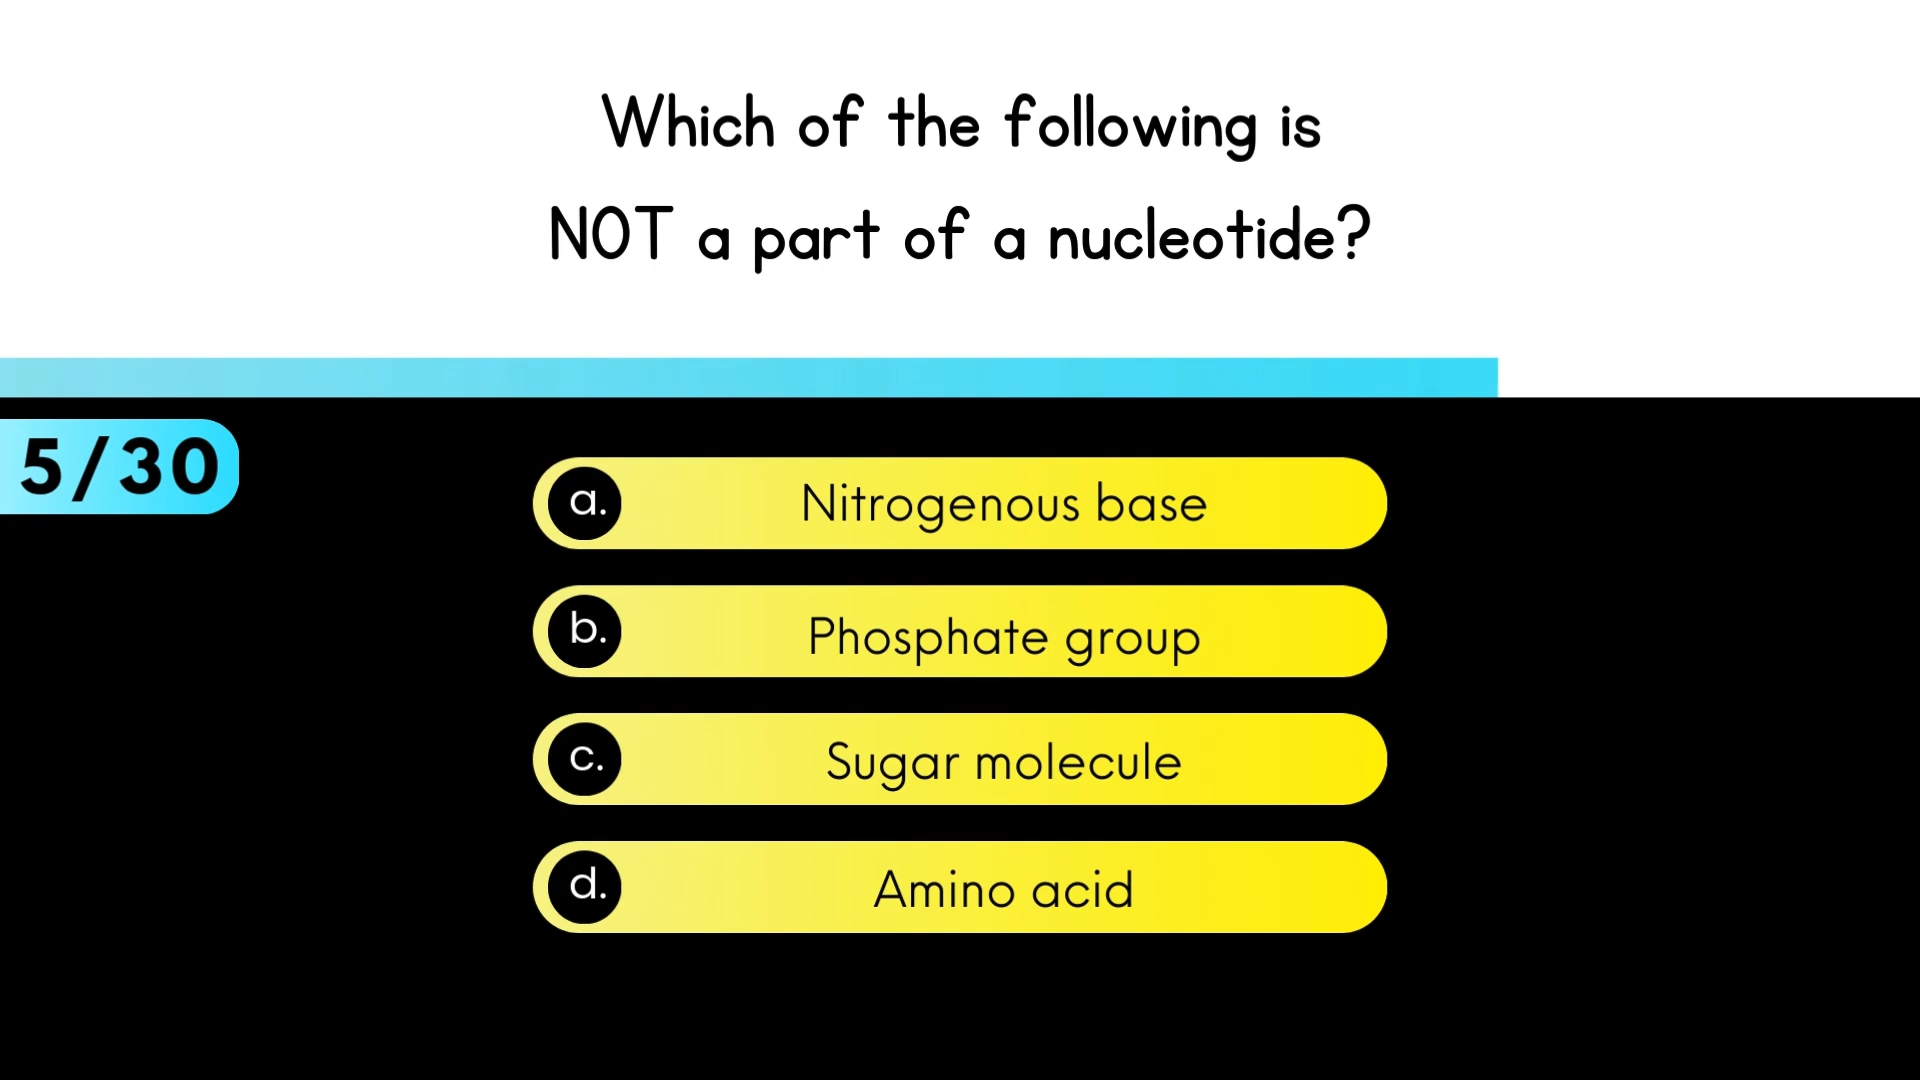 Which of the following is
NOT a part of a nucleotide?
5/30
a. Nitrogenous base
b. Phosphate group
c. Sugar molecule
d. Amino acid